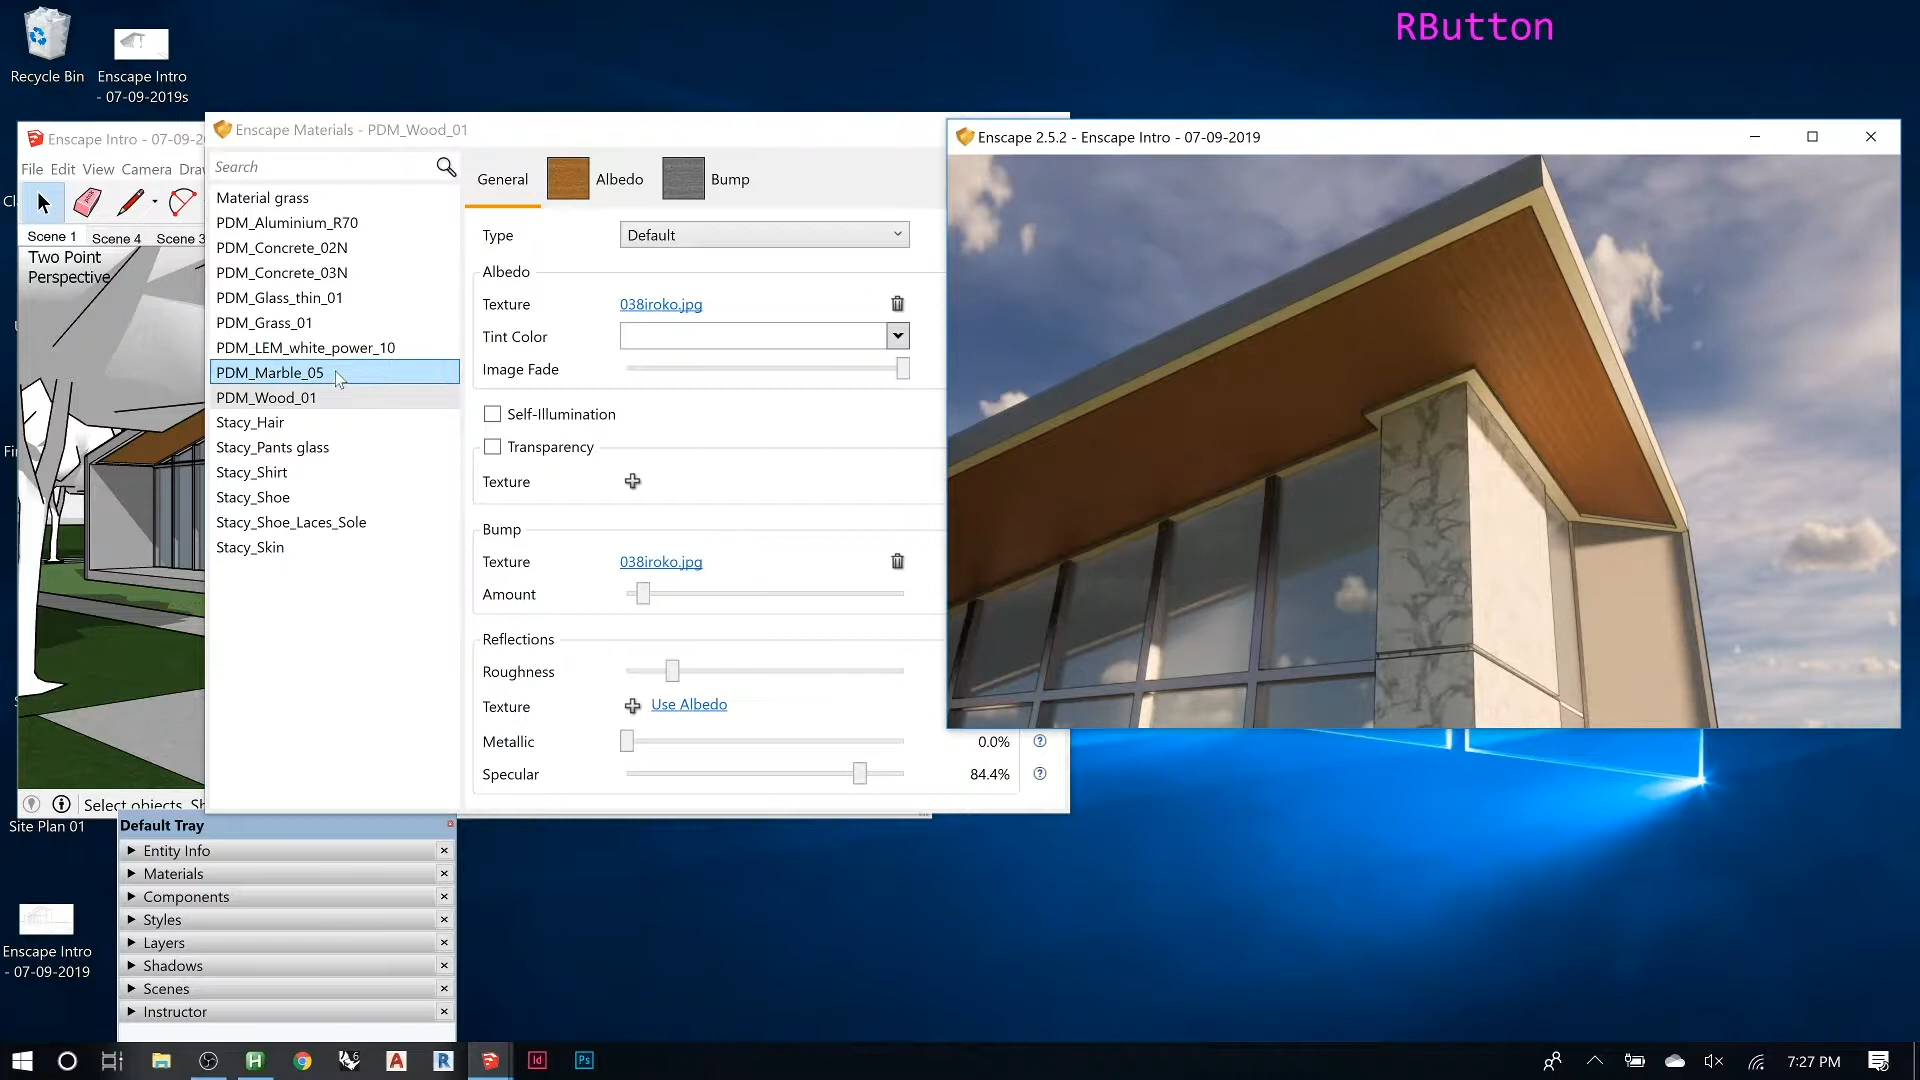 RButton
Recycle Bin
Enscape Intro
- 07-09-2019s
Enscape Intro - 07-09-2
File Edit View Camera Dra
Scene 1 Scene 4 Scene 3
Two Point
Perspective
Select objects. Sh
Enscape Materials - PDM_Wood_01
Search
Material grass
PDM_Aluminium_R70
PDM_Concrete_02N
PDM_Concrete_03N
PDM_Glass_thin_01
PDM_Grass_01
PDM_LEM_white_power_10
PDM_Marble_05
PDM_Wood_01
Stacy_Hair
Stacy_Pants glass
Stacy_Shirt
Stacy_Shoe
Stacy_Shoe_Laces_Sole
Stacy_Skin
General Albedo Bump
Type Default
Albedo
Texture 038iroko.jpg
Tint Color
Image Fade
Self-Illumination
Transparency
Texture
Bump
Texture 038iroko.jpg
Amount
Reflections
Roughness
Texture Use Albedo
Metallic 0.0%
Specular 84.4%
Enscape 2.5.2 - Enscape Intro - 07-09-2019
Site Plan 01
Default Tray
Entity Info
Materials
Components
Styles
Layers
Shadows
Scenes
Instructor
Enscape Intro
- 07-09-2019
7:27 PM